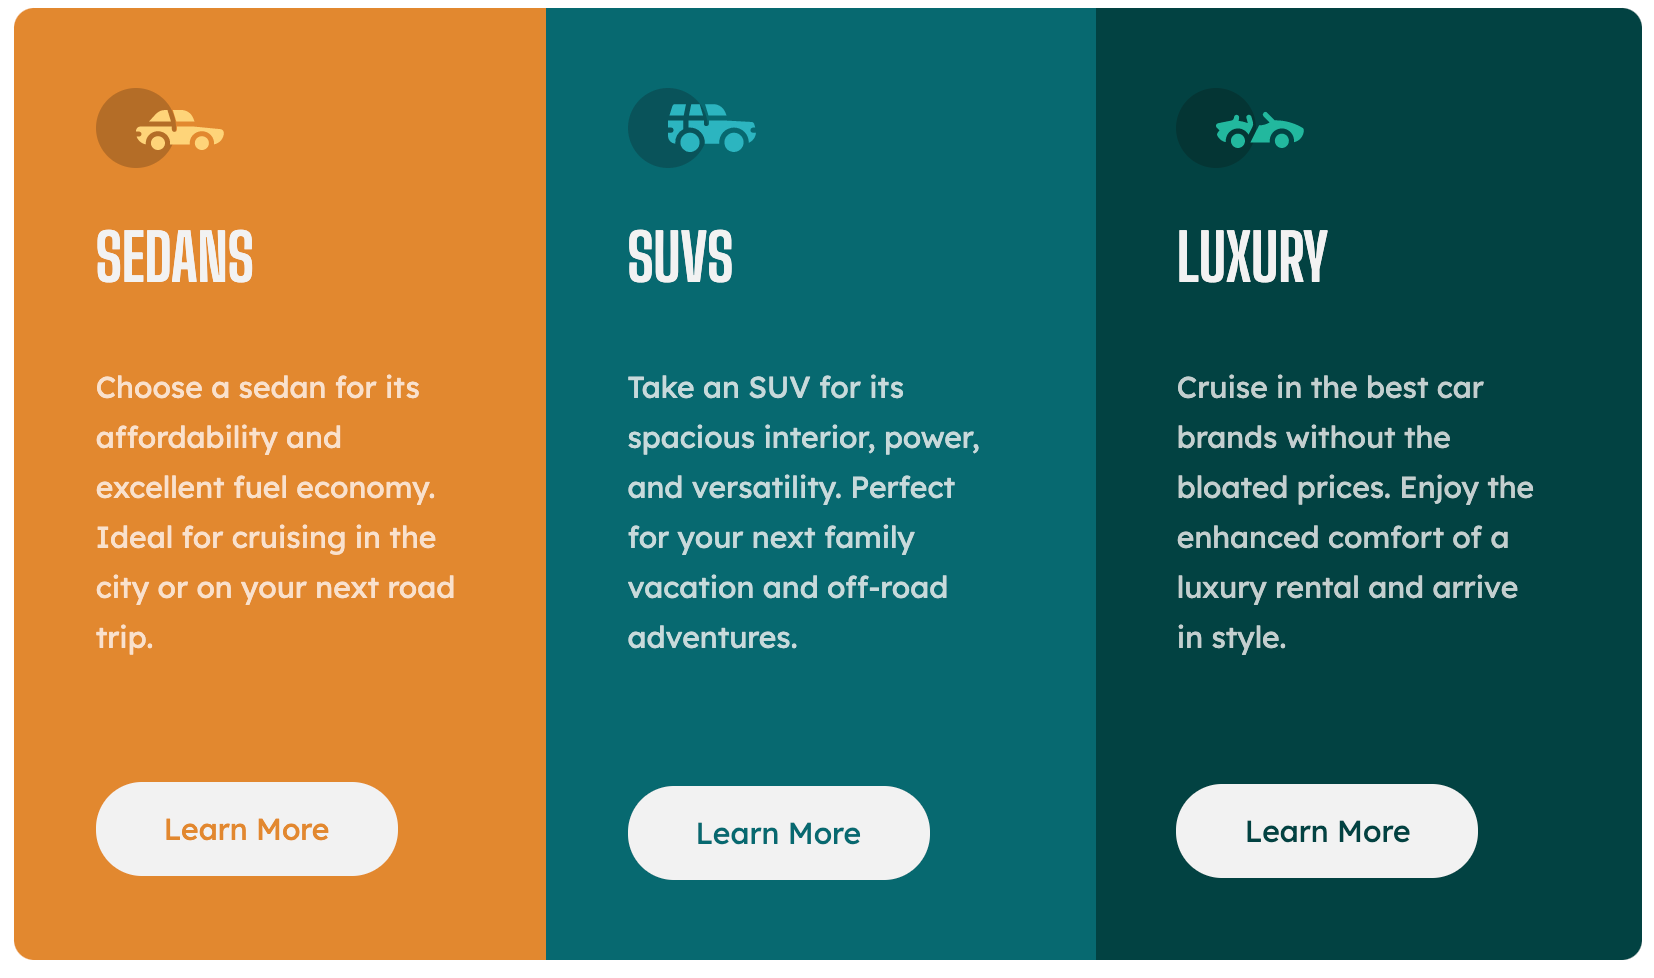 SEDANS
Choose a sedan for its
affordability and
excellent fuel economy.
Ideal for cruising in the
city or on your next road
trip.
Learn More
SUVS
Take an SUV for its
spacious interior, power,
and versatility. Perfect
for your next family
vacation and off-road
adventures.
Learn More
LUXURY
Cruise in the best car
brands without the
bloated prices. Enjoy the
enhanced comfort of a
luxury rental and arrive
in style.
Learn More